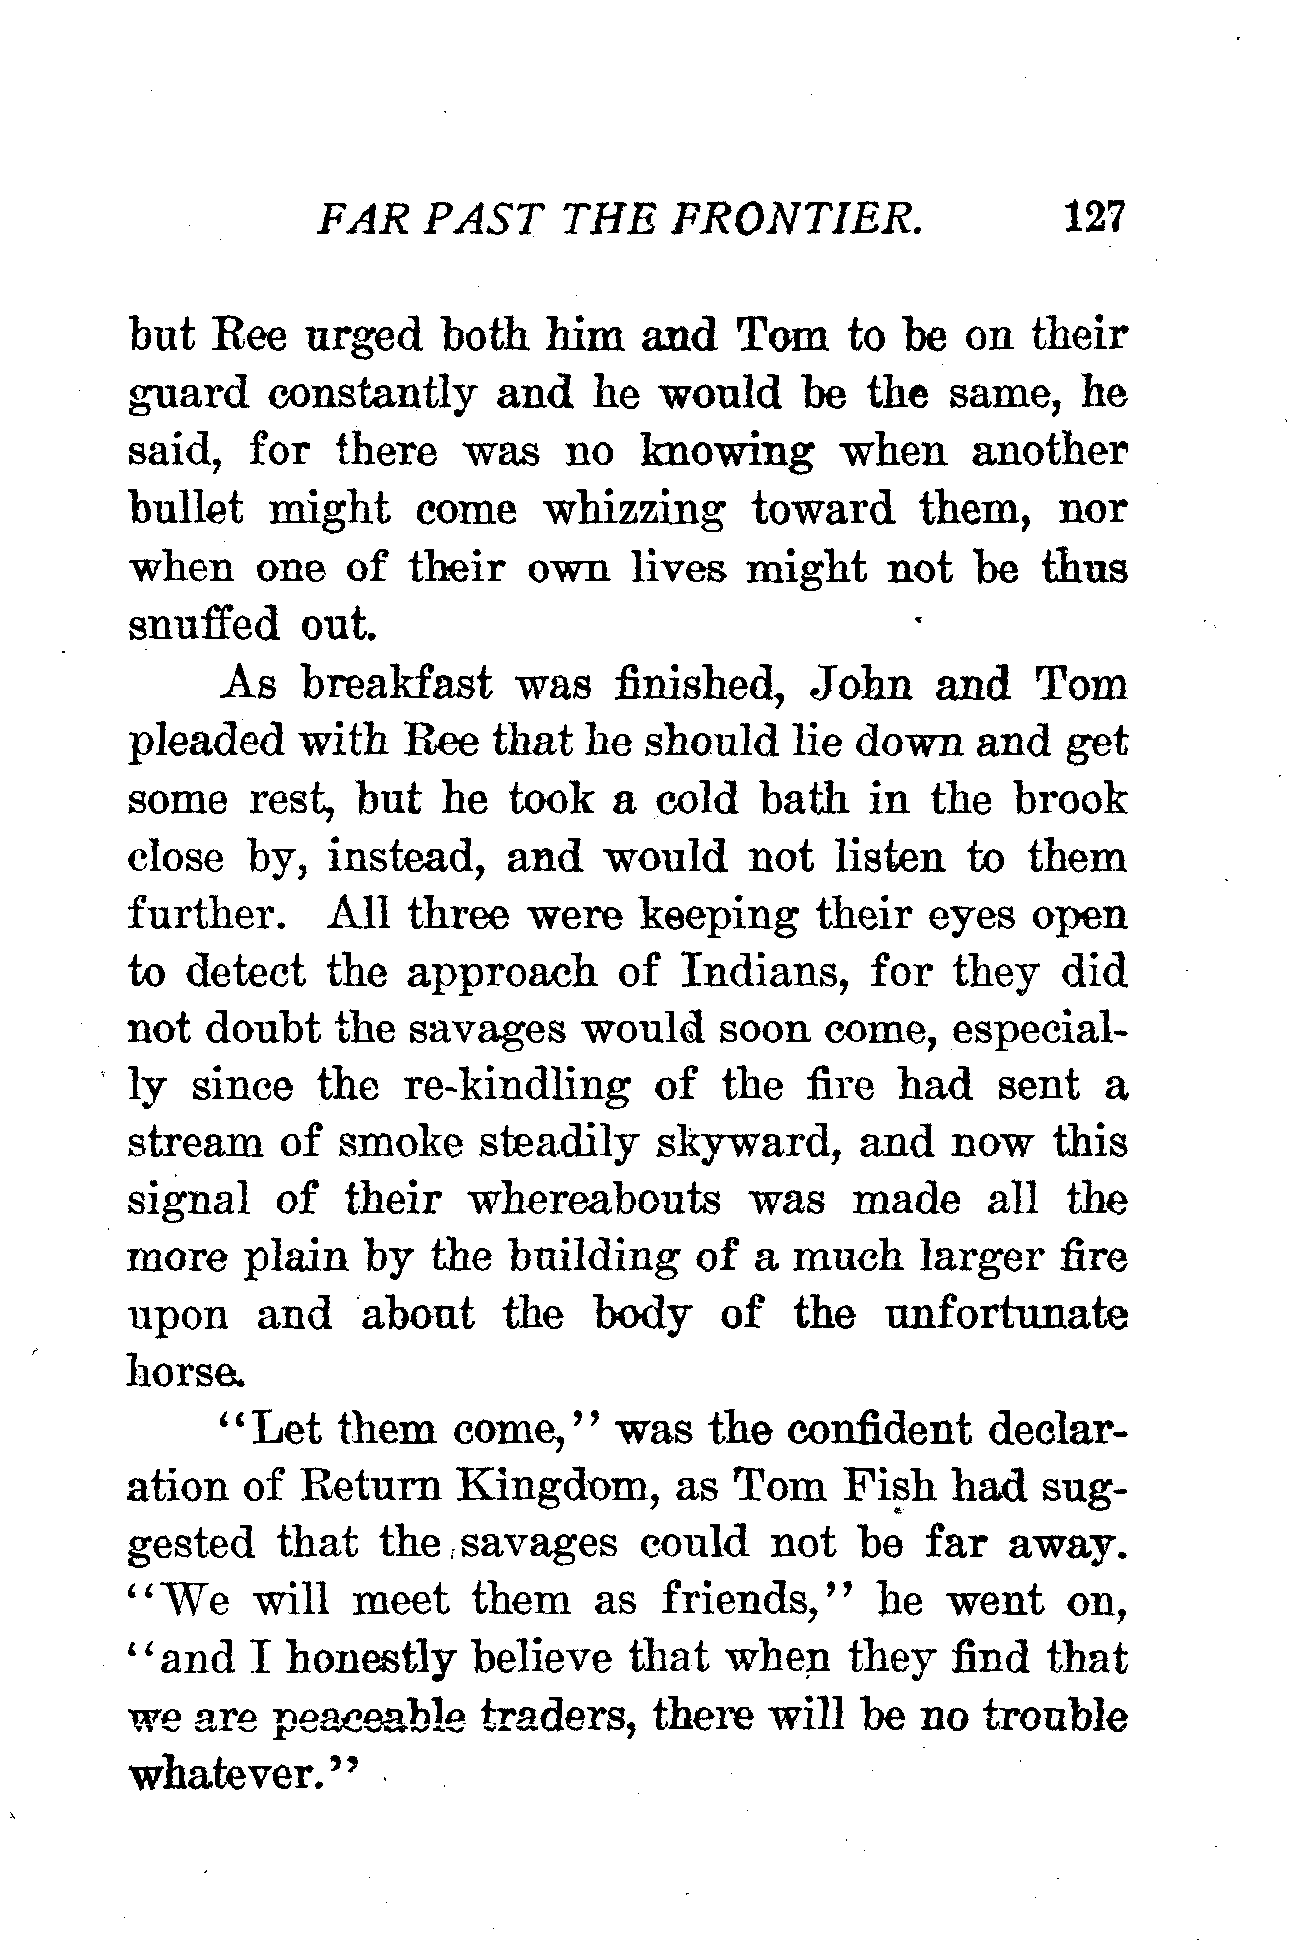 FAR PAST THE FRONTIER. 127
but Ree urged both him and Tom to be on their
guard constantly and he would be the same, he
said, for there was no knowing when another
bullet might come whizzing toward them, nor
when one of their own lives might not be thus
snuffed out.
As breakfast was finished, John and Tom
pleaded with Ree that he should lie down and get
some rest, but he took a cold bath in the brook
close by, instead, and would not listen to them
further. All three were keeping their eyes open
to detect the approach of Indians, for they did
not doubt the savages would soon come, especial-
ly since the re-kindling of the fire had sent a
stream of smoke steadily skyward, and now this
signal of their whereabouts was made all the
more plain by the building of a much larger fire
upon and about the body of the unfortunate
horse.
"Let them come," was the confident declar-
ation of Return Kingdom, as Tom Fish had sug-
gested that the savages could not be far away.
"We will meet them as friends," he went on,
"and I honestly believe that when they find that
we are peaceable traders, there will be no trouble
whatever."